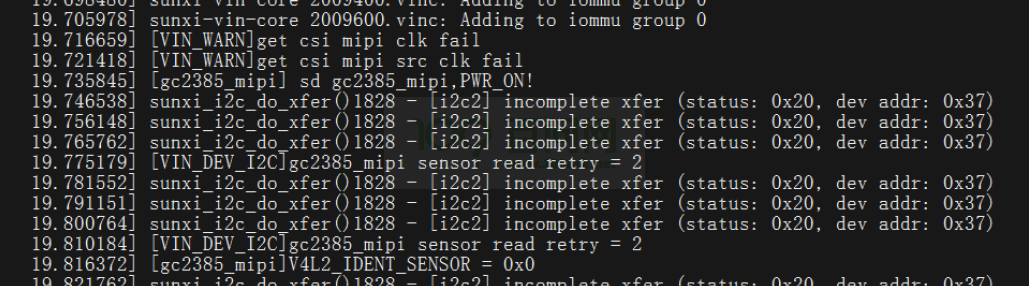 19.698480] sunxi-vin-core 2009400.vinc: Adding to iommu group 0
19.705978] sunxi-vin-core 2009600.vinc: Adding to iommu group 0
19.716659] [VIN_WARN]get csi mipi clk fail
19.721418] [VIN_WARN]get csi mipi src clk fail
19.735845] [gc2385_mipi] sd gc2385_mipi,PWR_ON!
19.746538] sunxi_i2c_do_xfer()1828 - [i2c2] incomplete xfer (status: 0x20, dev addr: 0x37)
19.756148] sunxi_i2c_do_xfer()1828 - [i2c2] incomplete xfer (status: 0x20, dev addr: 0x37)
19.765762] sunxi_i2c_do_xfer()1828 - [i2c2] incomplete xfer (status: 0x20, dev addr: 0x37)
19.775179] [VIN_DEV_I2C]gc2385_mipi sensor read retry = 2
19.781552] sunxi_i2c_do_xfer()1828 - [i2c2] incomplete xfer (status: 0x20, dev addr: 0x37)
19.791151] sunxi_i2c_do_xfer()1828 - [i2c2] incomplete xfer (status: 0x20, dev addr: 0x37)
19.800764] sunxi_i2c_do_xfer()1828 - [i2c2] incomplete xfer (status: 0x20, dev addr: 0x37)
19.810184] [VIN_DEV_I2C]gc2385_mipi sensor read retry = 2
19.816372] [gc2385_mipi]V4L2_IDENT_SENSOR = 0x0
19.821762] sunxi_i2c_do_xfer()1828 - [i2c2] incomplete xfer (status: 0x20, dev addr: 0x37)